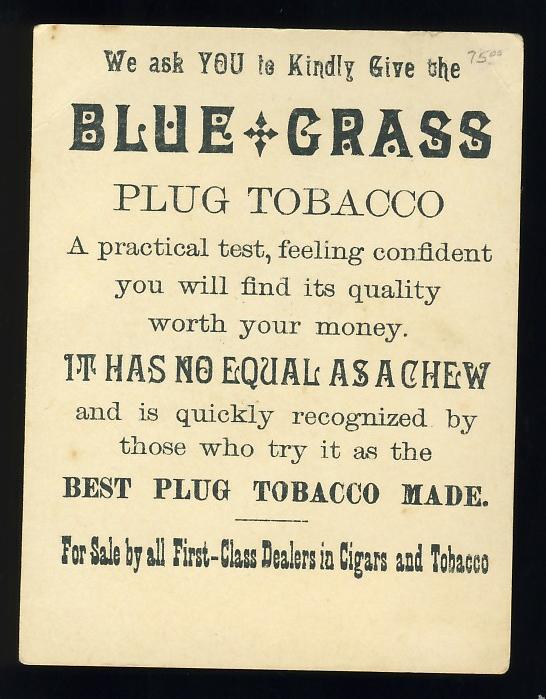 We ask YOU to Kindly Give the
75.00
BLUE GRASS
PLUG TOBACCO
A practical test, feeling confident
you will find its quality
worth your money.
IT HAS NO EQUAL AS A CHEW
and is quickly recognized by
those who try it as the
BEST PLUG TOBACCO MADE.
For Sale by all First-Class Dealers in Cigars and Tobacco